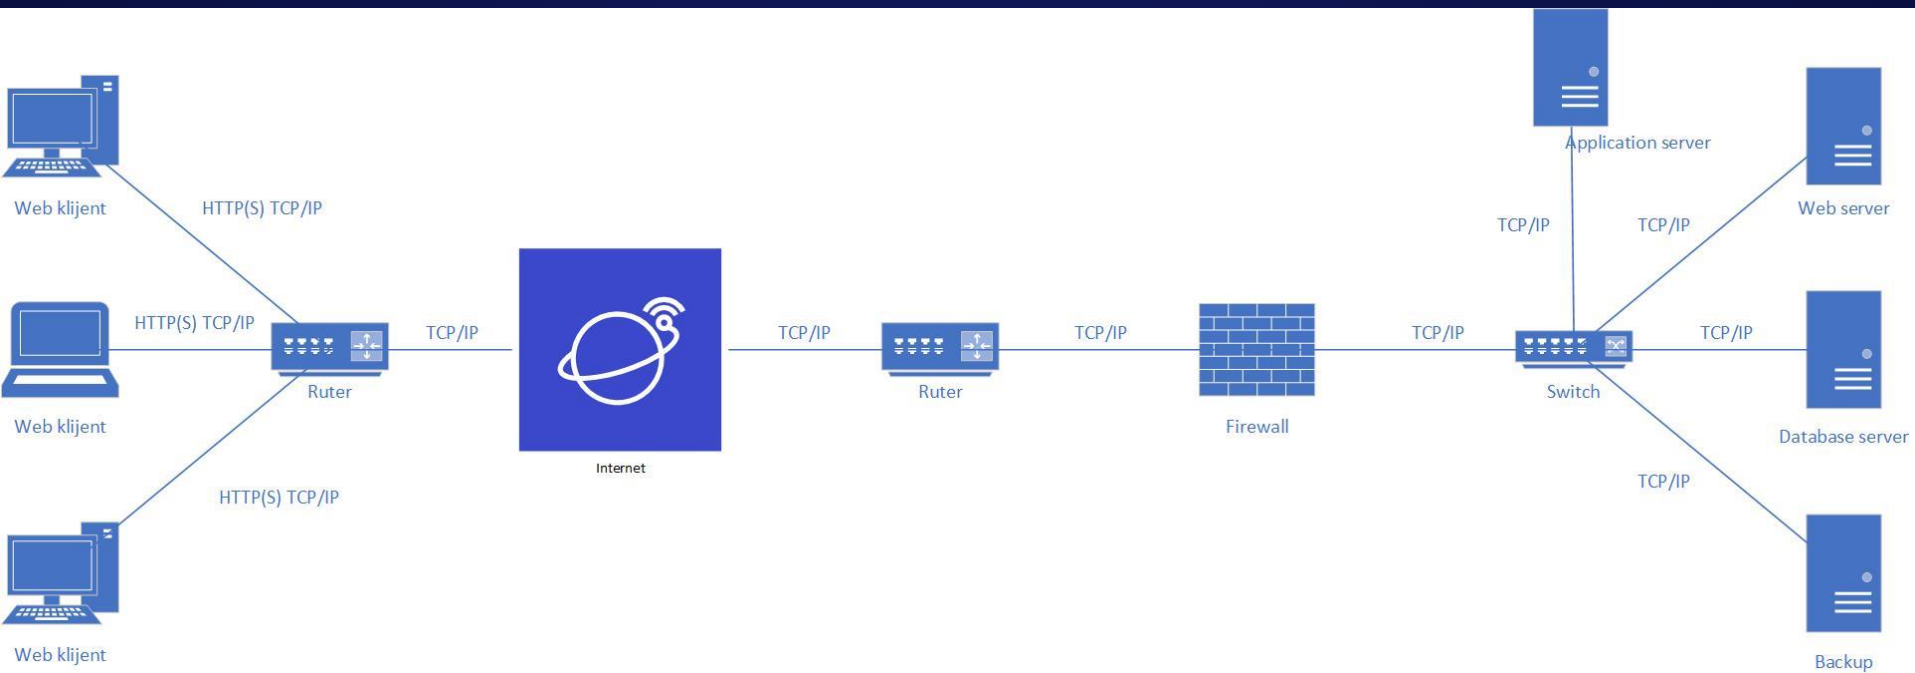 Application server
Web klijent
HTTP(S) TCP/IP
Web server
TCP/IP
TCP/IP
HTTP(S) TCP/IP
TCP/IP
TCP/IP
TCP/IP
TCP/IP
TCP/IP
Ruter
Ruter
Switch
Web klijent
Firewall
Database server
Internet
TCP/IP
HTTP(S) TCP/IP
Web klijent
Backup